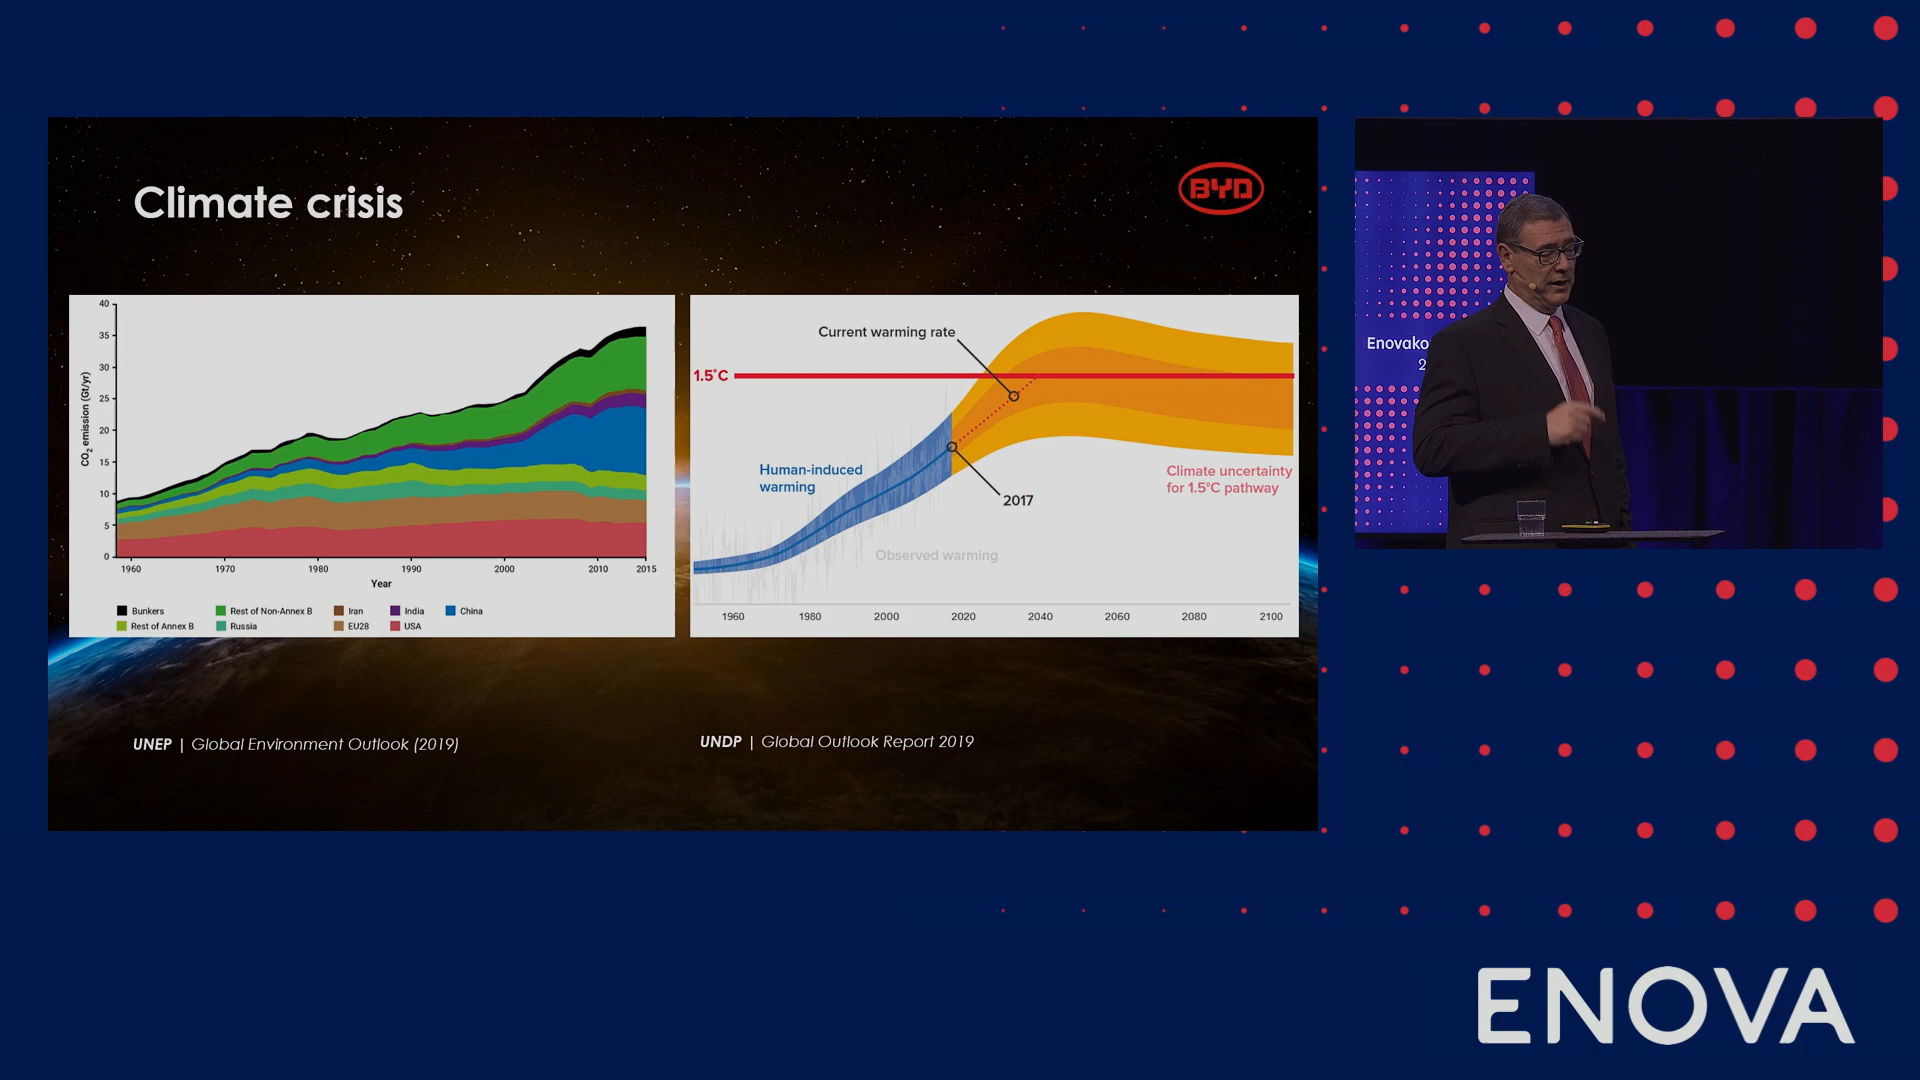 Climate crisis
BYD
40
35
30
25
20
15
10
5
0
CO2 emission (Gt/yr)
1960 1970 1980 1990 2000 2010 2015
Year
Bunkers Rest of Non-Annex B Iran India China
Rest of Annex B Russia EU28 USA
Current warming rate
1.5°C
Human-induced
warming
2017
Climate uncertainty
for 1.5°C pathway
Observed warming
1960 1980 2000 2020 2040 2060 2080 2100
UNEP | Global Environment Outlook (2019)
UNDP | Global Outlook Report 2019
Enovako
2
ENOVA